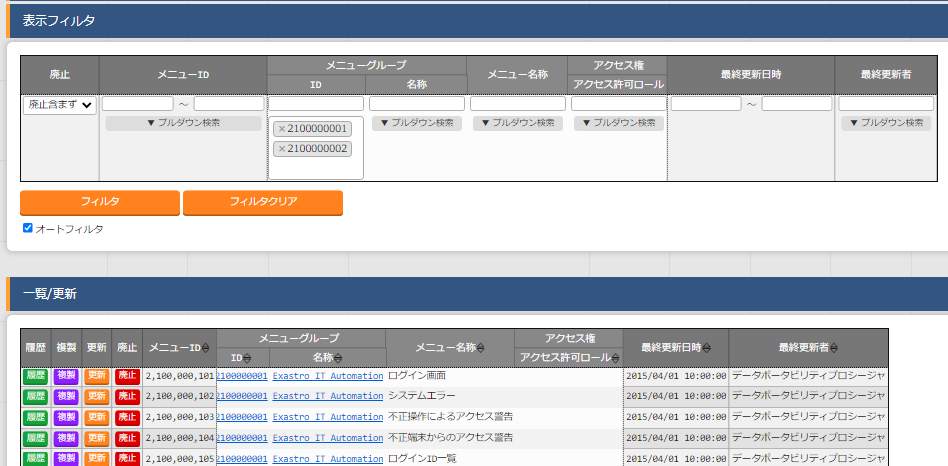 表示フィルタ
メニューグループ アクセス権
廃止 メニューID メニュー名称 最終更新日時 最終更新者
ID 名称 アクセス許可ロール
廃止含まず ～ ～
▼ プルダウン検索 ×2100000001 ▼ プルダウン検索 ▼ プルダウン検索 ▼ プルダウン検索 ▼ プルダウン検索
×2100000002
フィルタ フィルタクリア
オートフィルタ
一覧/更新
メニューグループ アクセス権
履歴 複製 更新 廃止 メニューID メニュー名称 最終更新日時 最終更新者
ID 名称 アクセス許可ロール
履歴 複製 更新 廃止 2,100,000,101 2100000001 Exastro IT Automation ログイン画面 2015/04/01 10:00:00 データポータビリティプロシージャ
履歴 複製 更新 廃止 2,100,000,102 2100000001 Exastro IT Automation システムエラー 2015/04/01 10:00:00 データポータビリティプロシージャ
履歴 複製 更新 廃止 2,100,000,103 2100000001 Exastro IT Automation 不正操作によるアクセス警告 2015/04/01 10:00:00 データポータビリティプロシージャ
履歴 複製 更新 廃止 2,100,000,104 2100000001 Exastro IT Automation 不正端末からのアクセス警告 2015/04/01 10:00:00 データポータビリティプロシージャ
履歴 複製 更新 廃止 2,100,000,105 2100000001 Exastro IT Automation ログインID一覧 2015/04/01 10:00:00 データポータビリティプロシージャ